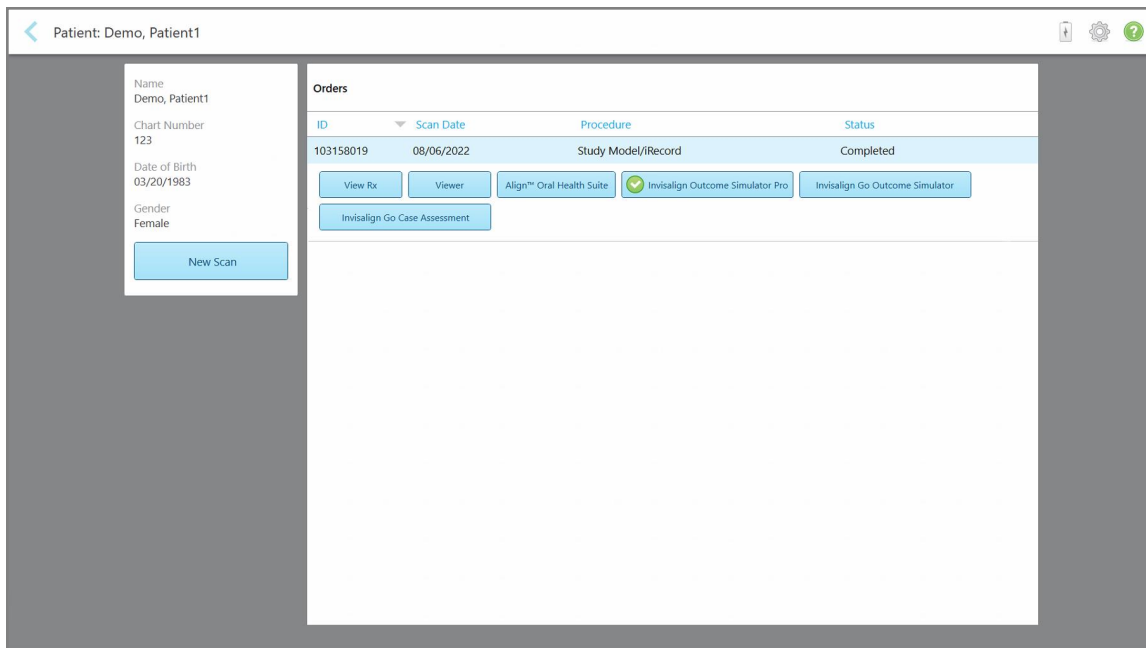 Patient: Demo, Patient1
Name
Demo, Patient1
Chart Number
123
Date of Birth
03/20/1983
Gender
Female
New Scan
Orders
ID Scan Date Procedure Status
103158019 08/06/2022 Study Model/iRecord Completed
View Rx Viewer Align™ Oral Health Suite Invisalign Outcome Simulator Pro Invisalign Go Outcome Simulator
Invisalign Go Case Assessment
?